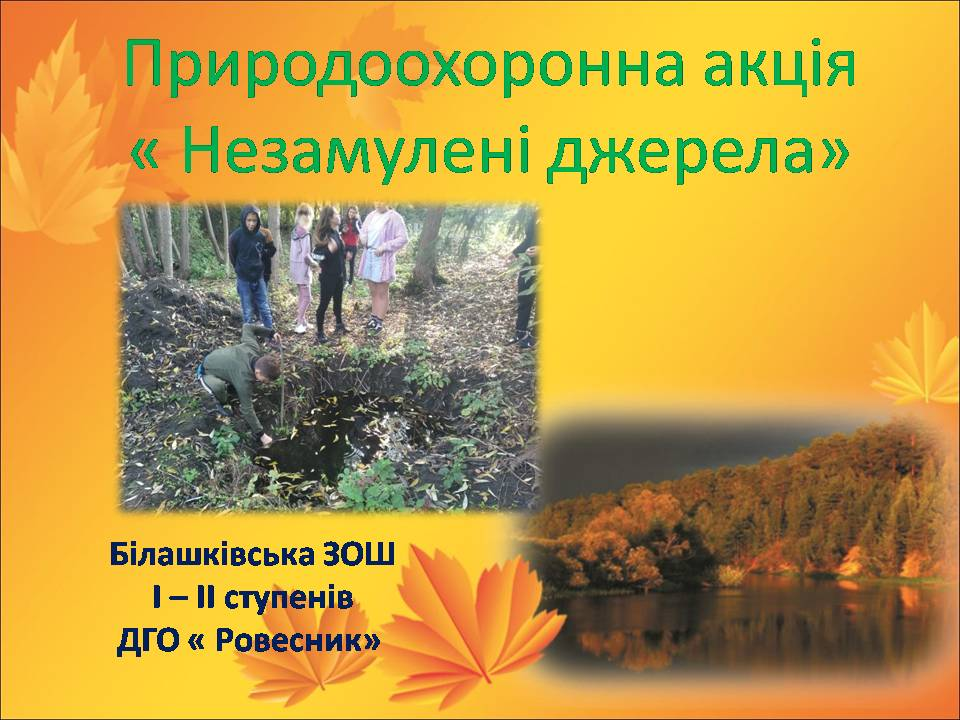 Природоохоронна акція
« Незамулені джерела»
Білашківська ЗОШ
І – ІІ ступенів
ДГО « Ровесник»